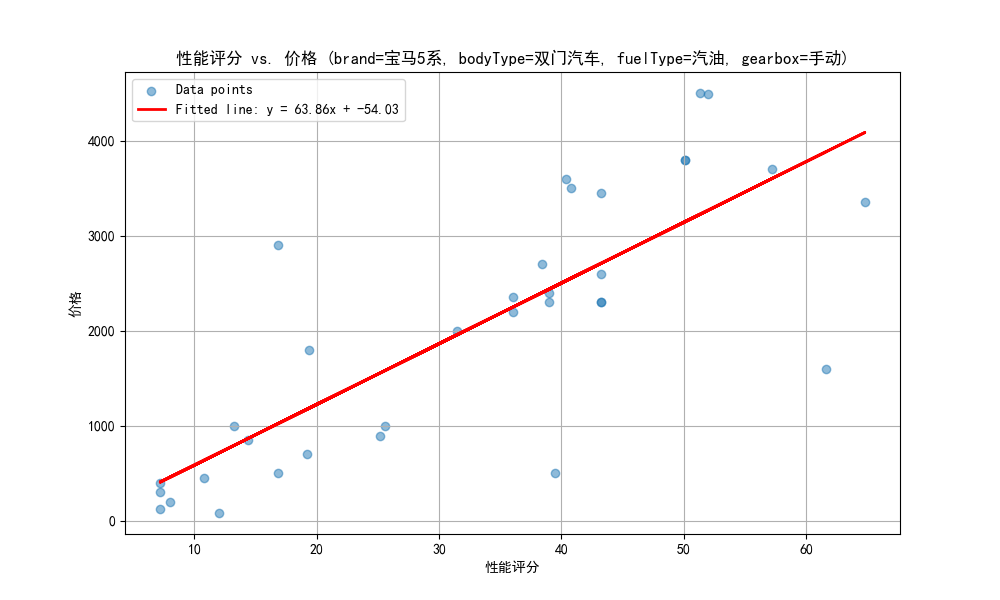 性能评分 vs. 价格 (brand=宝马5系, bodyType=双门汽车, fuelType=汽油, gearbox=手动)
Data points
Fitted line: y = 63.86x + -54.03
4000
3000
2000
1000
0
价格
10 20 30 40 50 60
性能评分